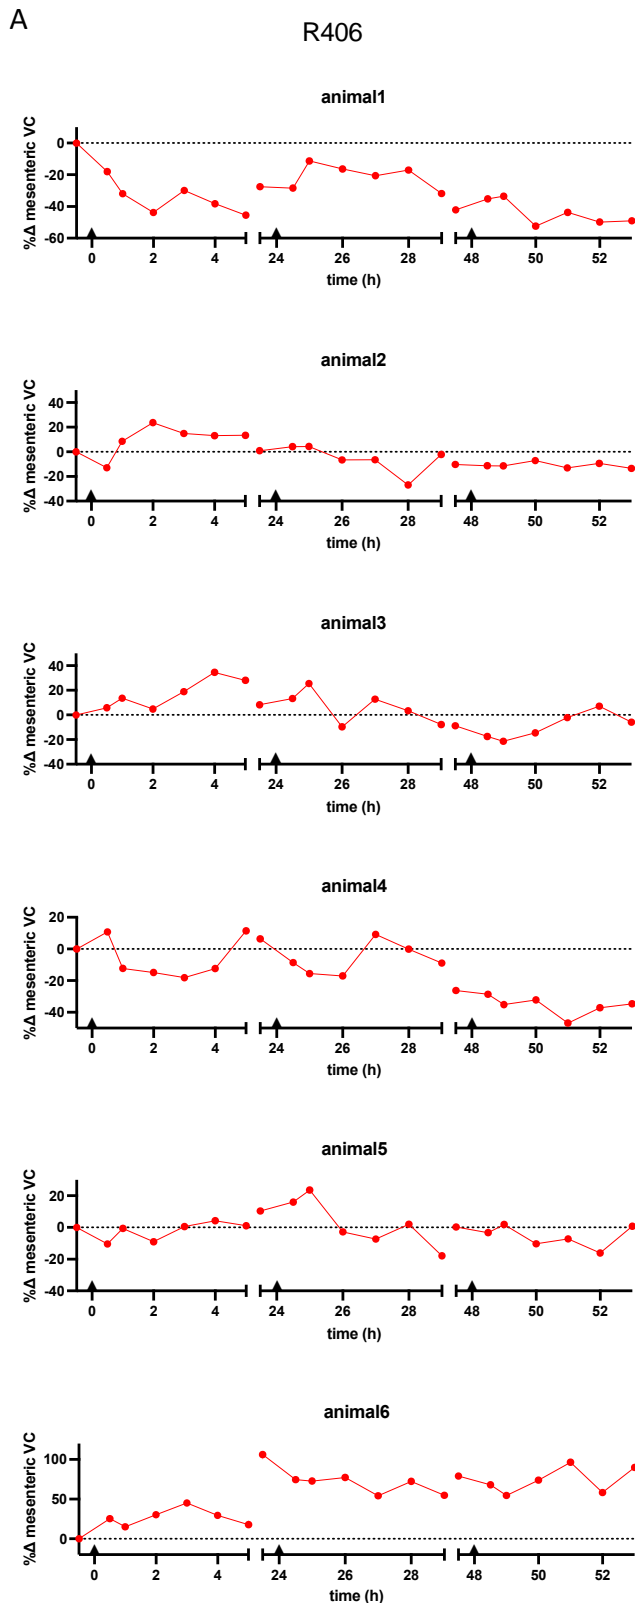 A
R406
animal1
%Δ mesenteric VC
0
-20
-40
-60
0 2 4 24 26 28 48 50 52
time (h)
animal2
%Δ mesenteric VC
40
20
0
-20
-40
0 2 4 24 26 28 48 50 52
time (h)
animal3
%Δ mesenteric VC
40
20
0
-20
-40
0 2 4 24 26 28 48 50 52
time (h)
animal4
%Δ mesenteric VC
20
0
-20
-40
0 2 4 24 26 28 48 50 52
time (h)
animal5
%Δ mesenteric VC
20
0
-20
-40
0 2 4 24 26 28 48 50 52
time (h)
animal6
%Δ mesenteric VC
100
50
0
0 2 4 24 26 28 48 50 52
time (h)